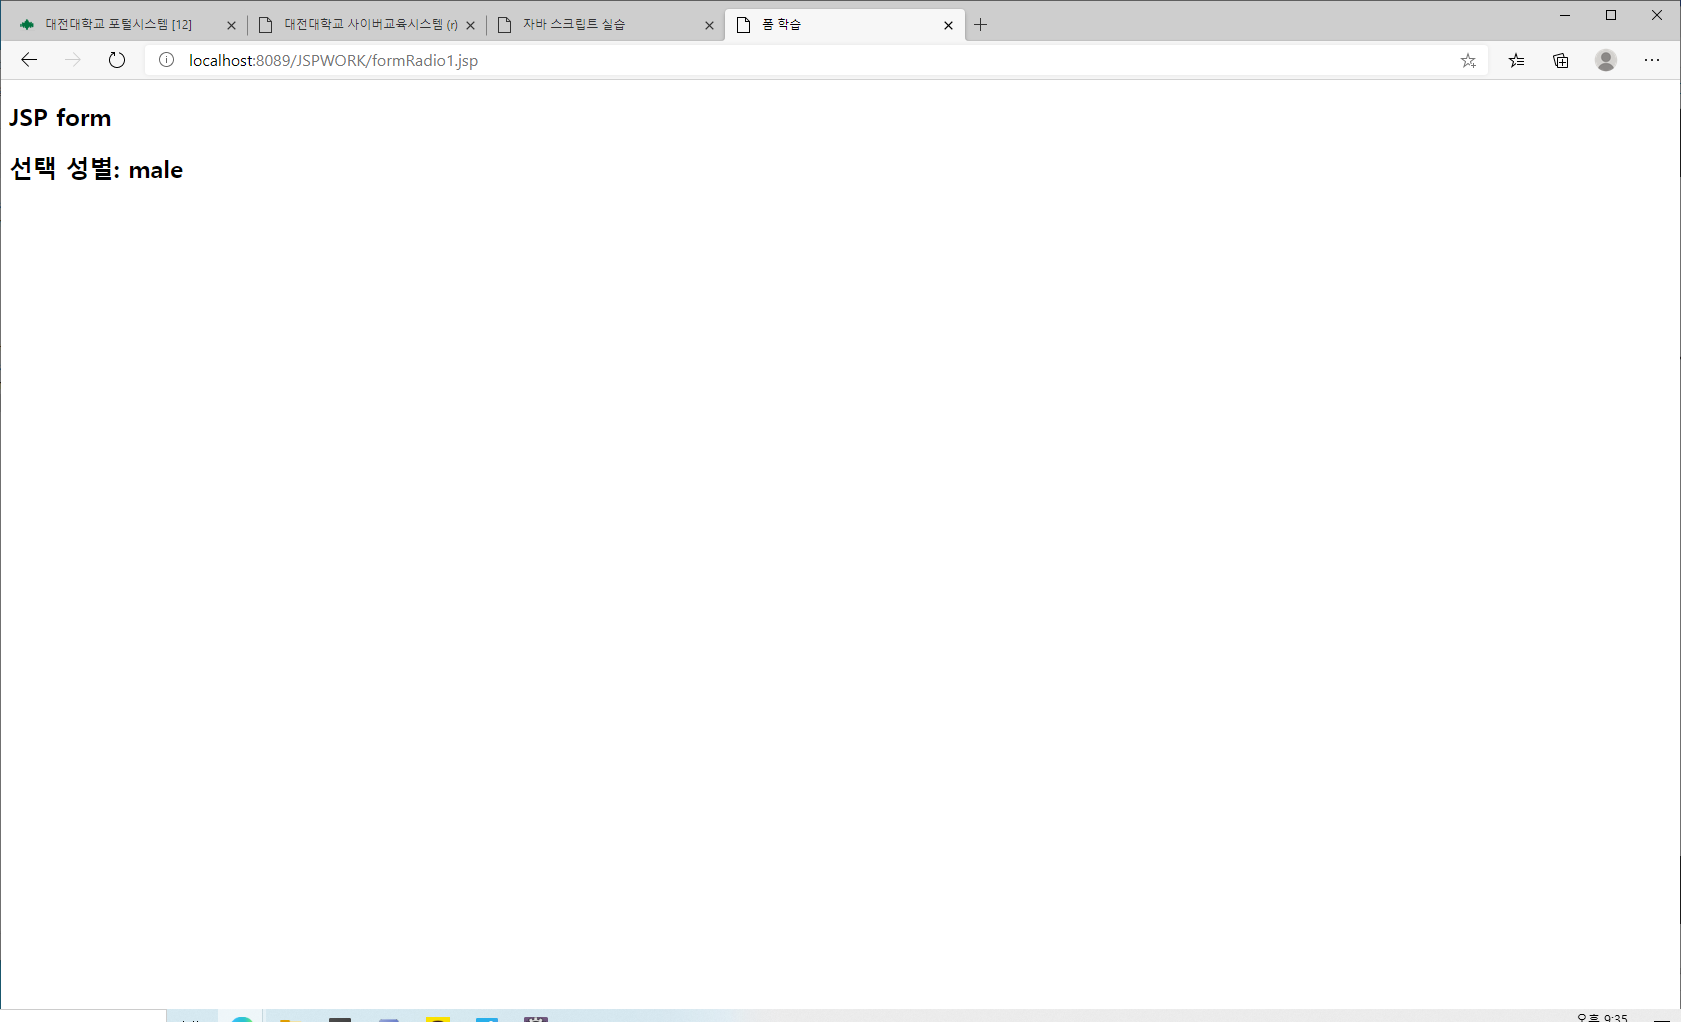 대전대학교 포털시스템 [12]
대전대학교 사이버교육시스템 (r)
자바 스크립트 실습
폼 학습
localhost:8089/JSPWORK/formRadio1.jsp
JSP form
선택 성별: male
오후 9:35